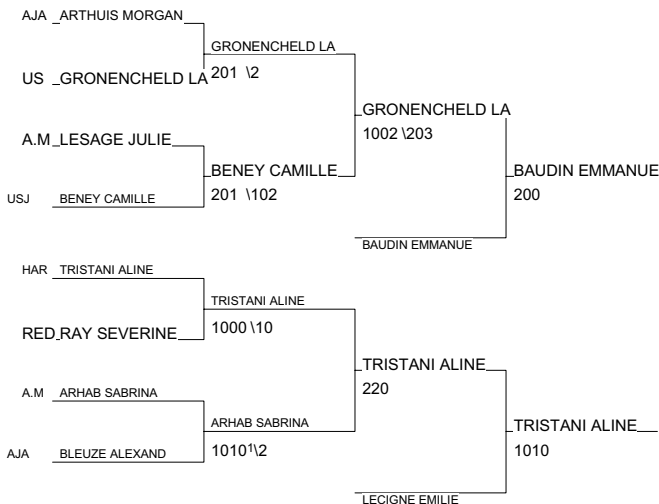 AJA ARTHUIS MORGAN
GRONENCHELD LA
US GRONENCHELD LA 201 \2
GRONENCHELD LA
A.M LESAGE JULIE 1002 \203
BENEY CAMILLE BAUDIN EMMANUE
USJ BENEY CAMILLE 201 \102 200
BAUDIN EMMANUE
HAR TRISTANI ALINE
TRISTANI ALINE
RED RAY SEVERINE 1000 \10
TRISTANI ALINE
A.M ARHAB SABRINA 220
ARHAB SABRINA TRISTANI ALINE
AJA BLEUZE ALEXAND 1010¹\2 1010
LECIGNE EMILIE